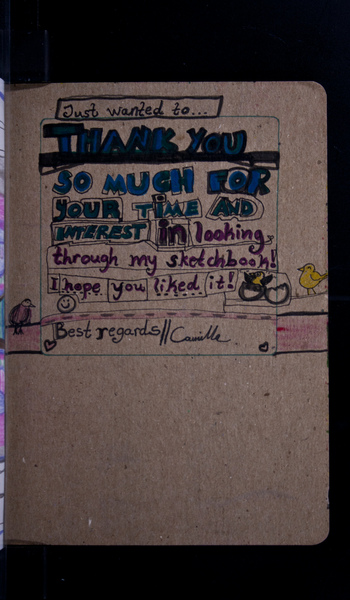 Just wanted to...
THANK YOU
SO MUCH FOR
YOUR TIME AND
INTEREST in looking
through my sketchbook!
I hope you liked it!
Best regards// Camille